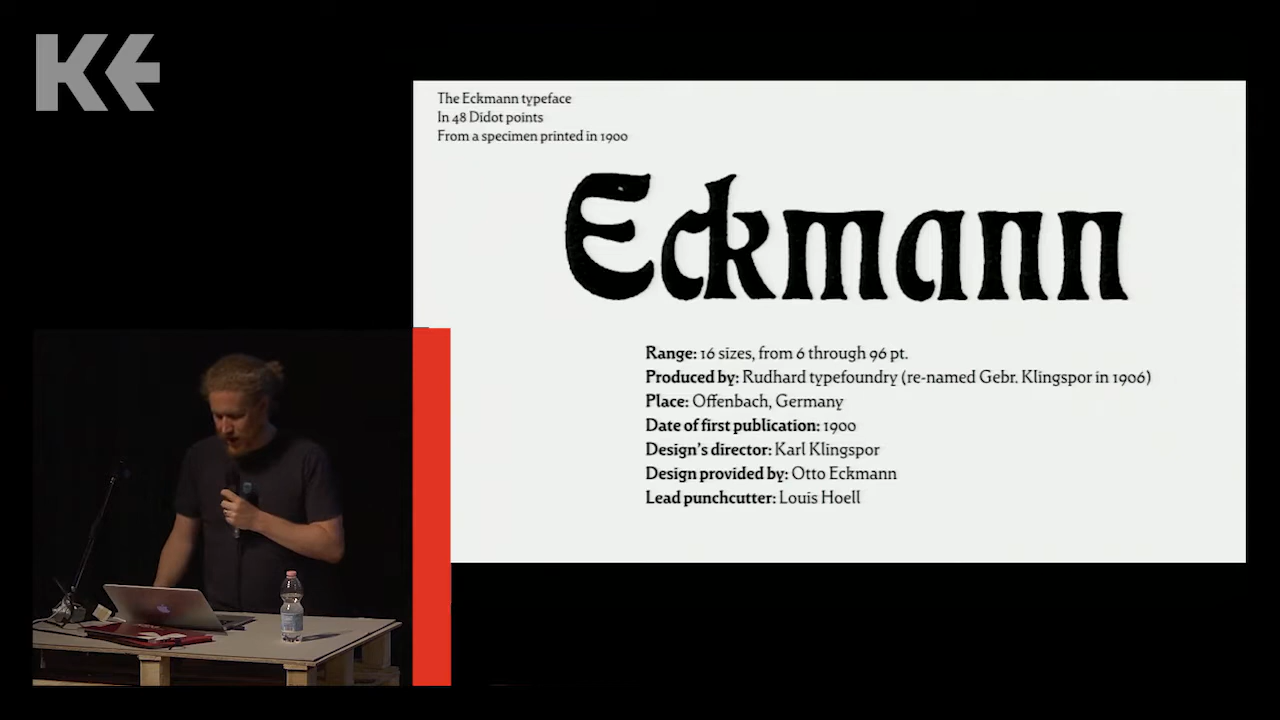 KE
The Eckmann typeface
In 48 Didot points
From a specimen printed in 1900
Eckmann
Range: 16 sizes, from 6 through 96 pt.
Produced by: Rudhard typefoundry (re-named Gebr. Klingspor in 1906)
Place: Offenbach, Germany
Date of first publication: 1900
Design's director: Karl Klingspor
Design provided by: Otto Eckmann
Lead punchcutter: Louis Hoell